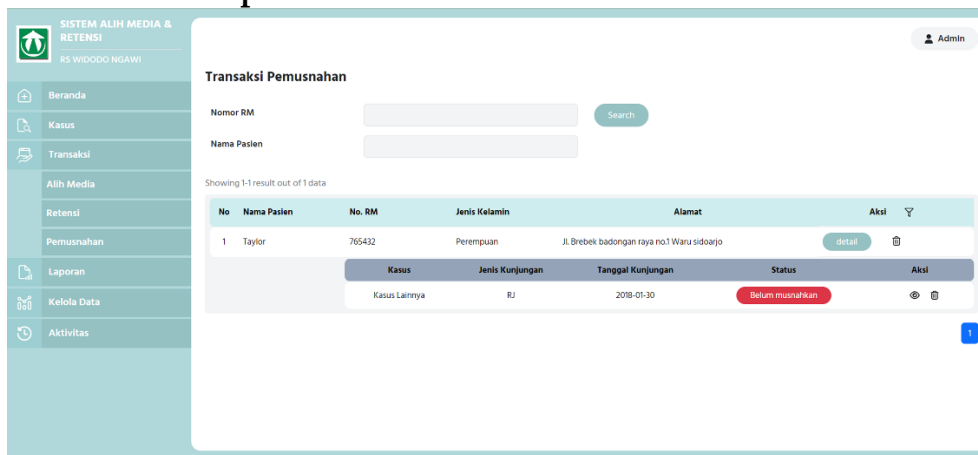 SISTEM ALIH MEDIA &
RETENSI
RS WIDODO NGAWI
Admin
Beranda
Kasus
Transaksi
Alih Media
Retensi
Pemusnahan
Laporan
Kelola Data
Aktivitas
Transaksi Pemusnahan
Nomor RM
Search
Nama Pasien
Showing 1-1 result out of 1 data
No Nama Pasien No. RM Jenis Kelamin Alamat Aksi
1 Taylor 765432 Perempuan Jl. Brebek badongan raya no.1 Waru sidoarjo detail
Kasus Jenis Kunjungan Tanggal Kunjungan Status Aksi
Kasus Lainnya RJ 2018-01-30 Belum musnahkan
1